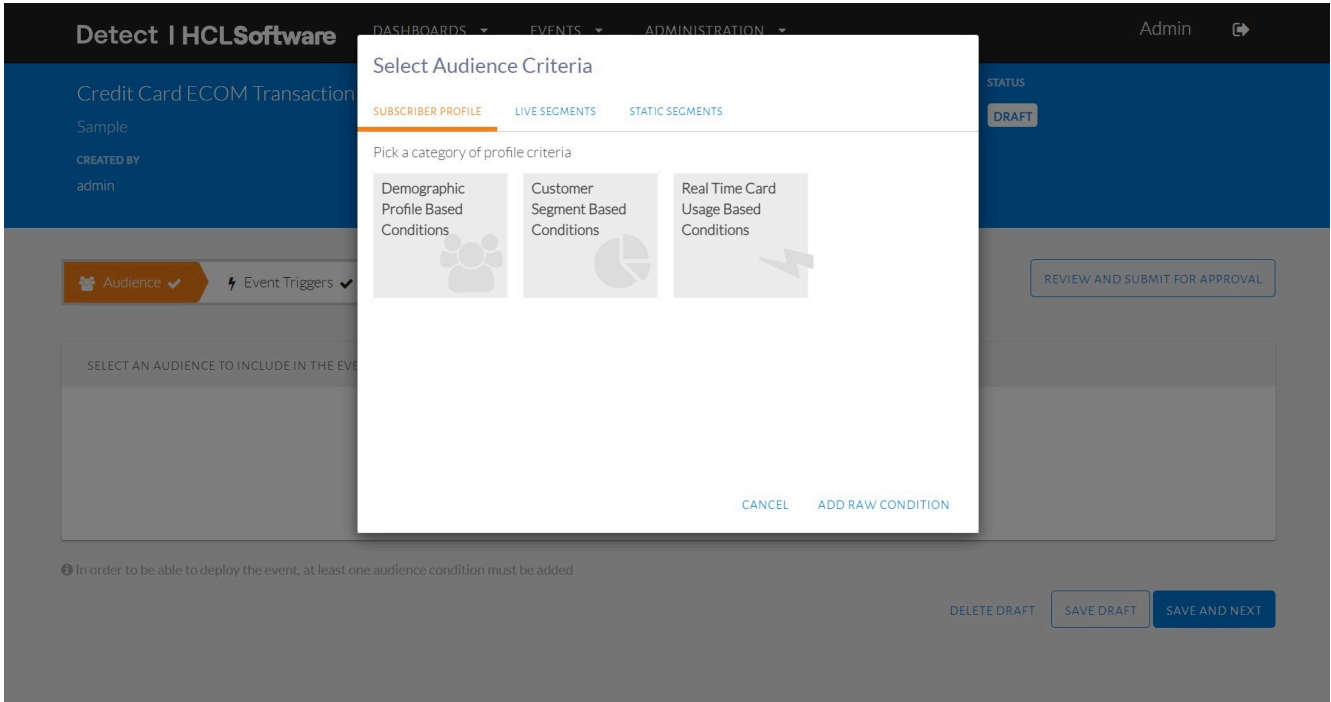 Detect | HCLSoftware
DASHBOARDS EVENTS ADMINISTRATION
Admin
Credit Card ECOM Transaction
Sample
CREATED BY
admin
STATUS
DRAFT
Select Audience Criteria
SUBSCRIBER PROFILE LIVE SEGMENTS STATIC SEGMENTS
Pick a category of profile criteria
Demographic
Profile Based
Conditions
Customer
Segment Based
Conditions
Real Time Card
Usage Based
Conditions
CANCEL ADD RAW CONDITION
Audience Event Triggers
REVIEW AND SUBMIT FOR APPROVAL
SELECT AN AUDIENCE TO INCLUDE IN THE EVE
In order to be able to deploy the event, at least one audience condition must be added
DELETE DRAFT SAVE DRAFT SAVE AND NEXT